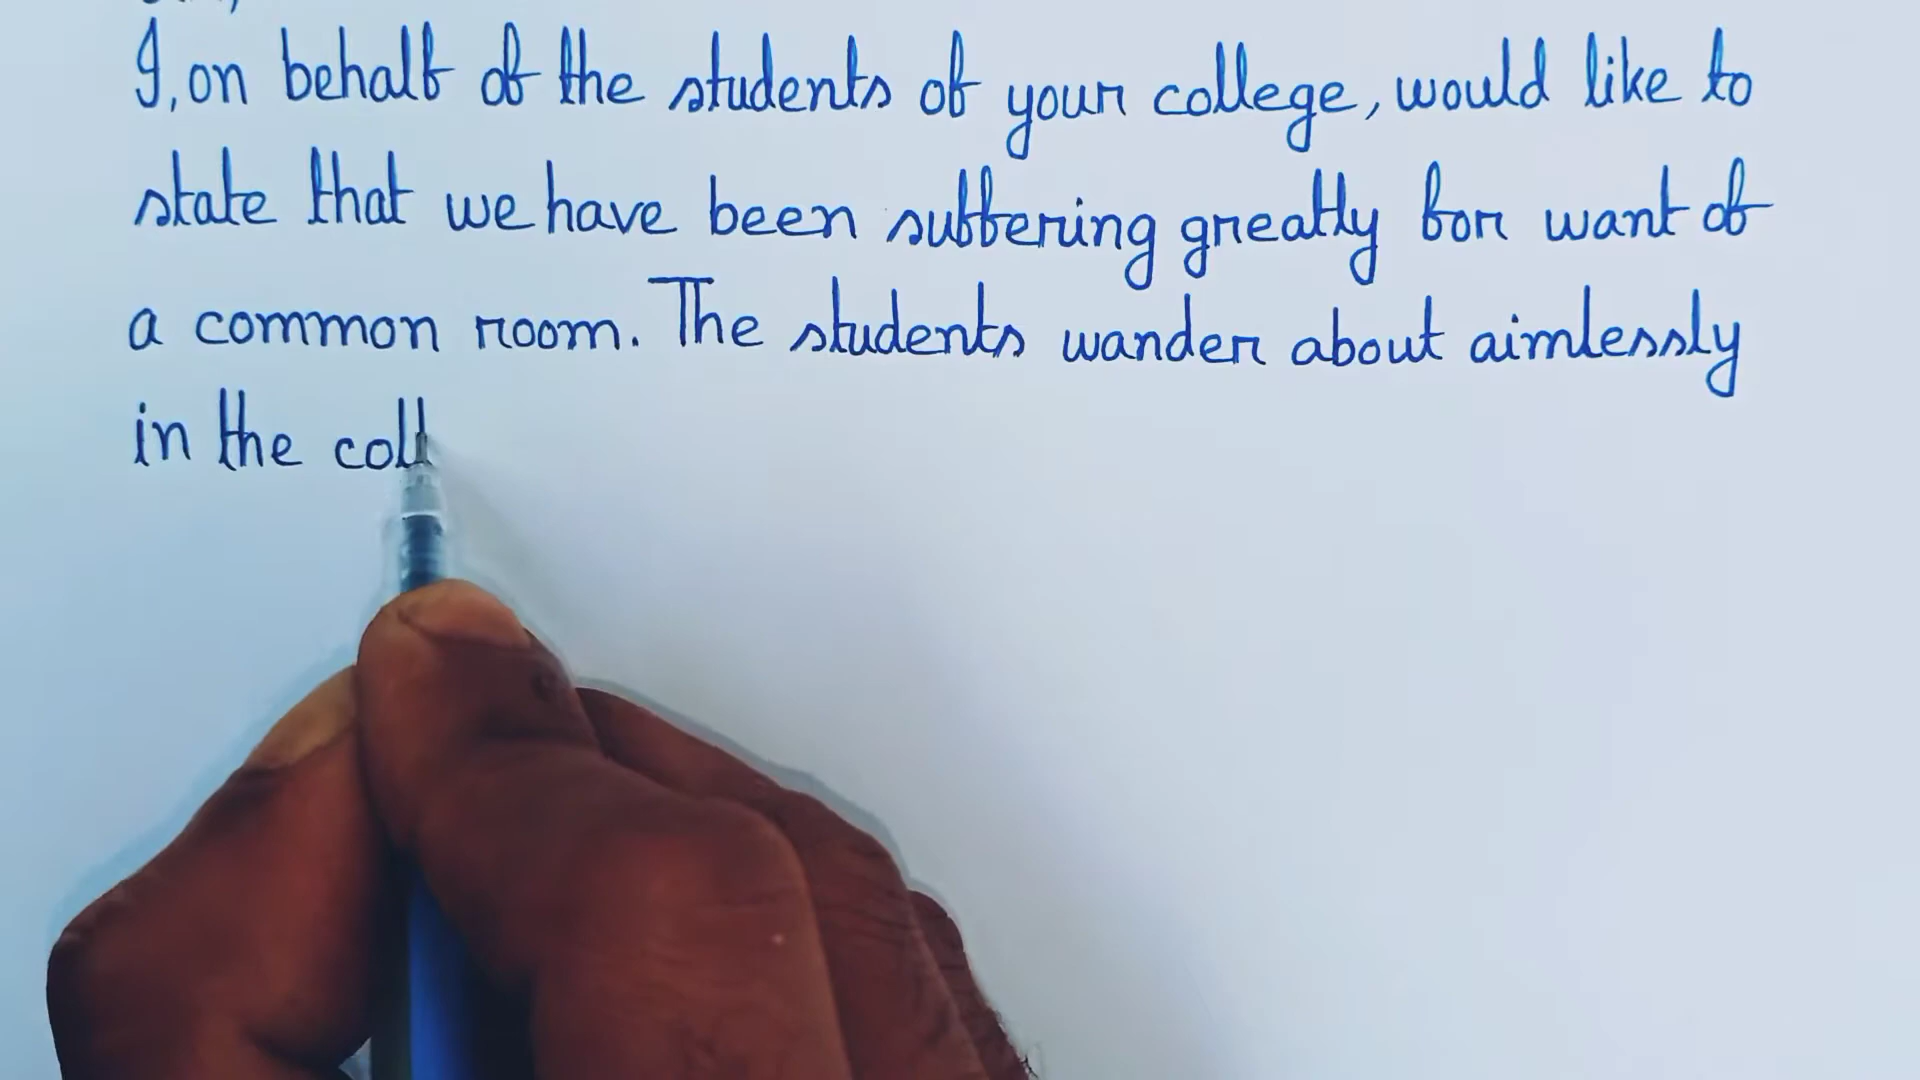 I, on behalf of the students of your college, would like to
state that we have been suffering greatly for want of
a common room. The students wander about aimlessly
in the coll